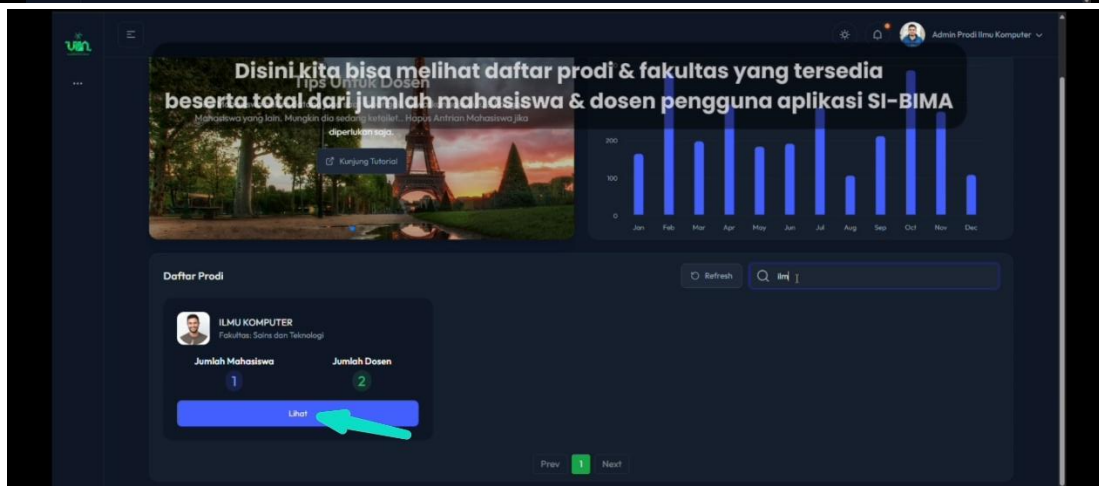 Admin Prodi Ilmu Komputer
Disini kita bisa melihat daftar prodi & fakultas yang tersedia
beserta total dari jumlah mahasiswa & dosen pengguna aplikasi SI-BIMA
Tips Untuk Dosen
Mahasiswa yang lain. Mungkin dia sedang ketoilet.. Hapus Antrian Mahasiswa jika
diperlukan saja.
Kunjung Tutorial
200
100
0
Jan Feb Mar Apr May Jun Jul Aug Sep Oct Nov Dec
Daftar Prodi
Refresh
ilm
ILMU KOMPUTER
Fakultas: Sains dan Teknologi
Jumlah Mahasiswa Jumlah Dosen
1 2
Lihat
Prev 1 Next